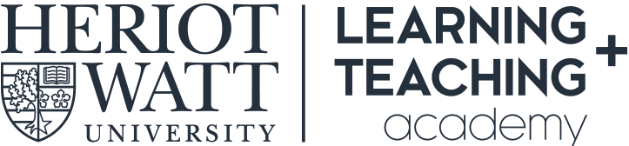 HERIOT
WATT
UNIVERSITY
LEARNING +
TEACHING
academy